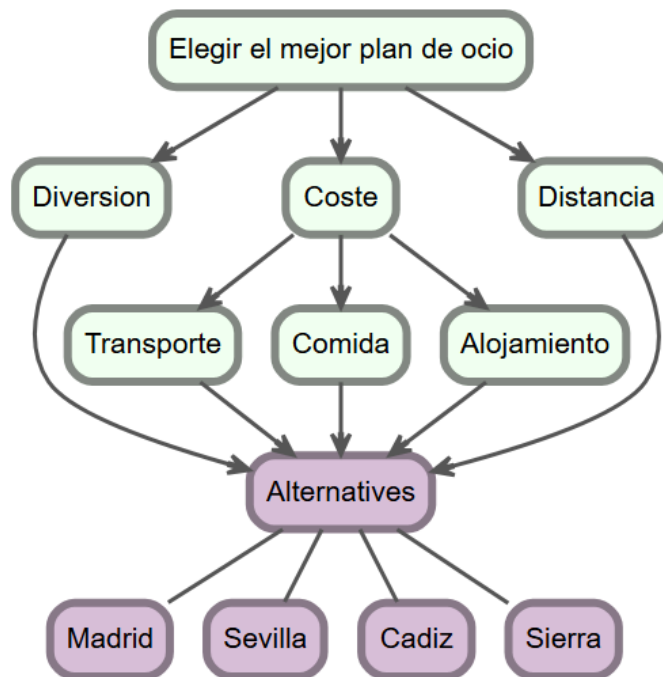 Elegir el mejor plan de ocio
Diversion
Coste
Distancia
Transporte
Comida
Alojamiento
Alternatives
Madrid
Sevilla
Cadiz
Sierra